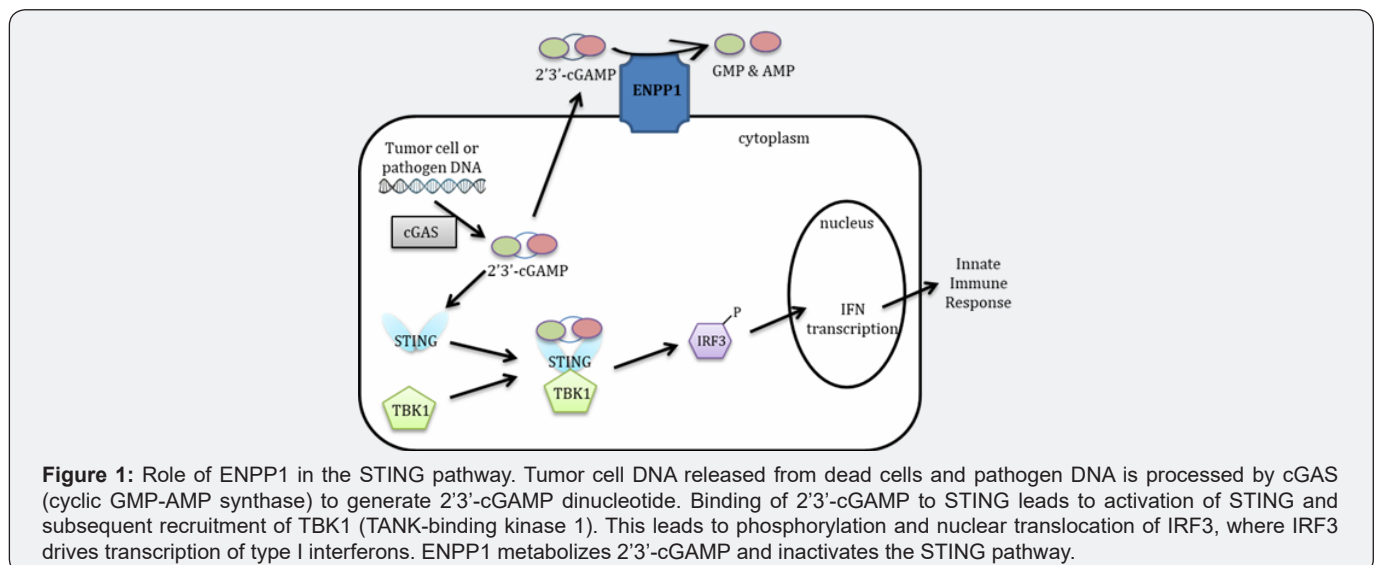 2'3'-cGAMP
GMP & AMP
ENPP1
cytoplasm
Tumor cell or
pathogen DNA
cGAS
2'3'-cGAMP
nucleus
Innate
Immune
Response
STING
STING
TBK1
TBK1
P
IRF3
IFN
transcription
Figure 1: Role of ENPP1 in the STING pathway. Tumor cell DNA released from dead cells and pathogen DNA is processed by cGAS
(cyclic GMP-AMP synthase) to generate 2’3’-cGAMP dinucleotide. Binding of 2’3’-cGAMP to STING leads to activation of STING and
subsequent recruitment of TBK1 (TANK-binding kinase 1). This leads to phosphorylation and nuclear translocation of IRF3, where IRF3
drives transcription of type I interferons. ENPP1 metabolizes 2’3’-cGAMP and inactivates the STING pathway.